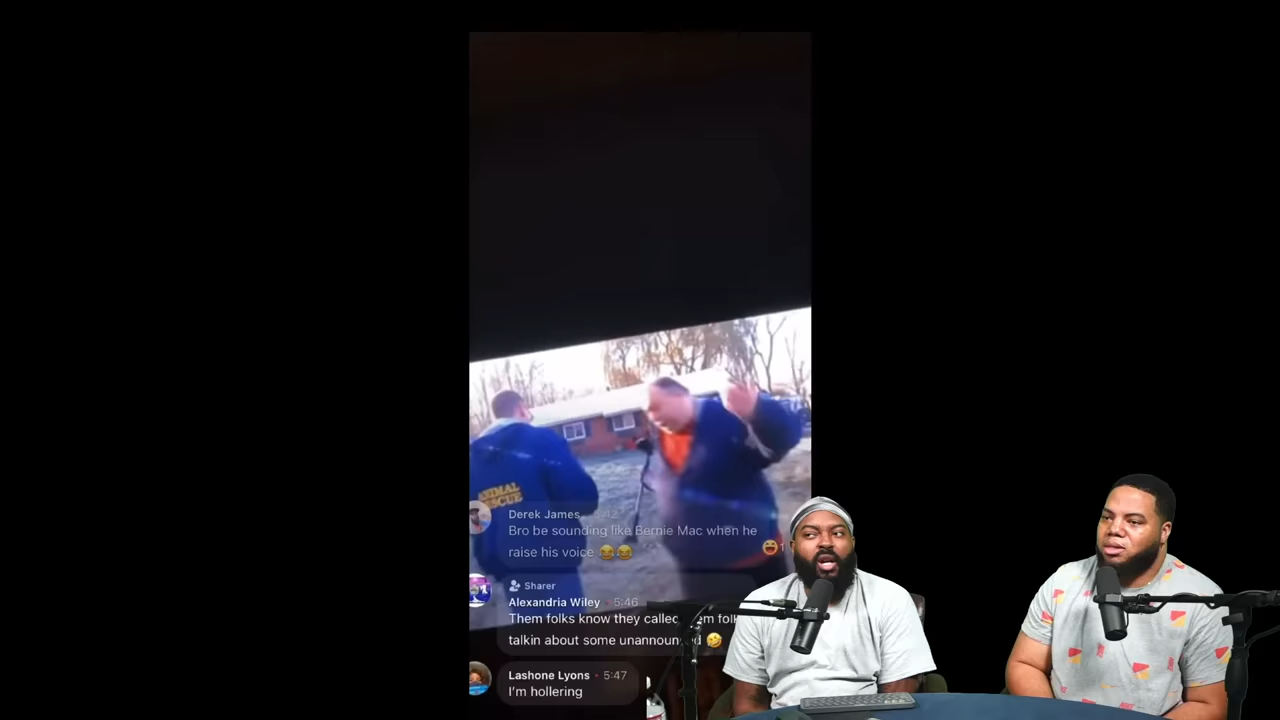 ANIMAL
RESCUE
Derek James
Bro be sounding like Bernie Mac when he
raise his voice 😂😂
😆1
Sharer
Alexandria Wiley • 5:46
Them folks know they called
talkin about some 🤣
Lashone Lyons • 5:47
I'm hollering